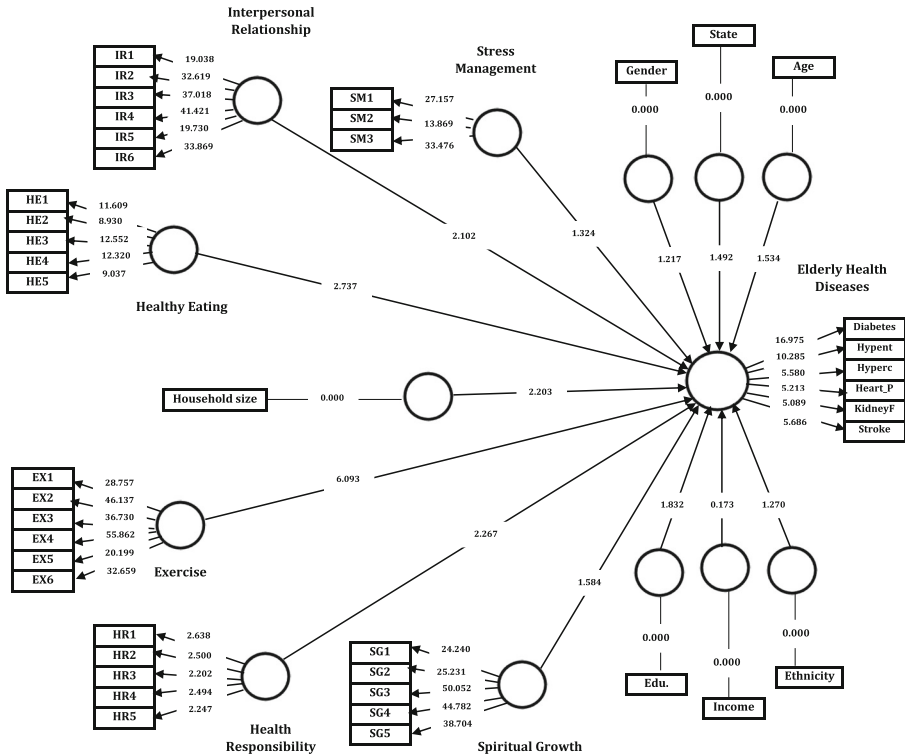 Interpersonal
Relationship
IR1
IR2
IR3
IR4
IR5
IR6
19.038
32.619
37.018
41.421
19.730
33.869
Stress
Management
SM1
SM2
SM3
27.157
13.869
33.476
State
Gender
Age
0.000
0.000
0.000
HE1
HE2
HE3
HE4
HE5
11.609
8.930
12.552
12.320
9.037
Healthy Eating
2.102
1.324
2.737
1.217
1.492
1.534
Elderly Health
Diseases
16.975
10.285
5.580
5.213
5.089
5.686
Diabetes
Hypent
Hyperc
Heart_P
KidneyF
Stroke
Household size
0.000
2.203
EX1
EX2
EX3
EX4
EX5
EX6
28.757
46.137
36.730
55.862
20.199
32.659
Exercise
6.093
2.267
1.584
1.832
0.173
1.270
HR1
HR2
HR3
HR4
HR5
2.638
2.500
2.202
2.494
2.247
Health
Responsibility
SG1
SG2
SG3
SG4
SG5
24.240
25.231
50.052
44.782
38.704
Spiritual Growth
0.000
0.000
0.000
Edu.
Income
Ethnicity